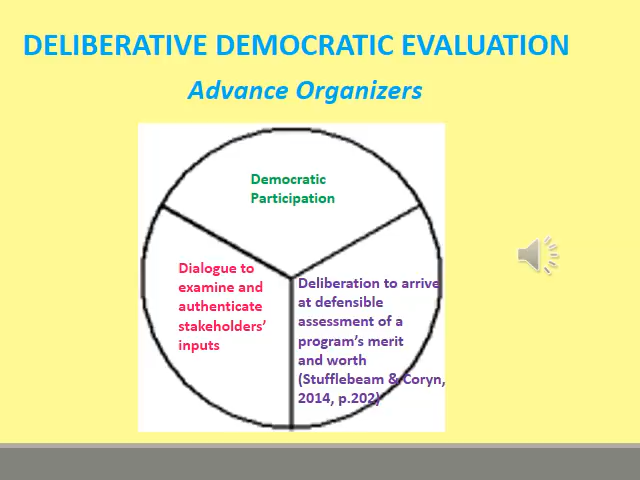 DELIBERATIVE DEMOCRATIC EVALUATION
Advance Organizers
Democratic
Participation
Dialogue to
examine and
authenticate
stakeholders’
inputs
Deliberation to arrive
at defensible
assessment of a
program’s merit
and worth
(Stufflebeam & Coryn,
2014, p.202)